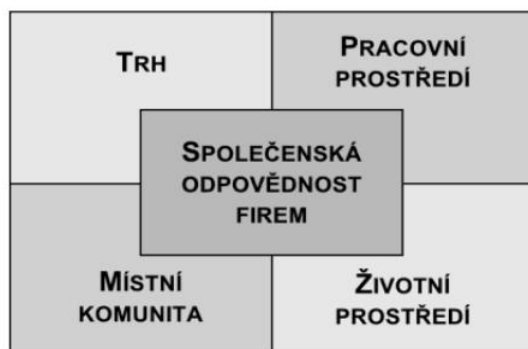 TRH
PRACOVNÍ
PROSTŘEDÍ
SPOLEČENSKÁ
ODPOVĚDNOST
FIREM
MÍSTNÍ
KOMUNITA
ŽIVOTNÍ
PROSTŘEDÍ